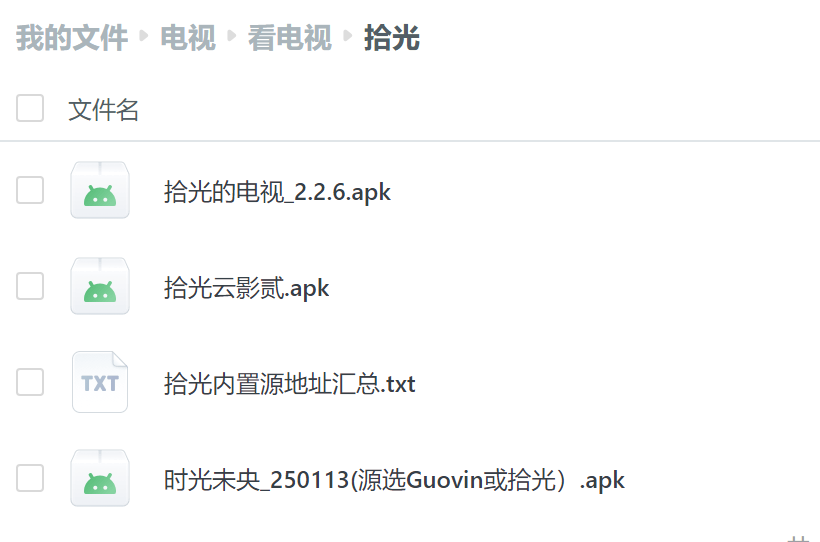 我的文件 电视 看电视 拾光
文件名
拾光的电视_2.2.6.apk
拾光云影贰.apk
TXT
拾光内置源地址汇总.txt
时光未央_250113(源选Guovin或拾光）.apk